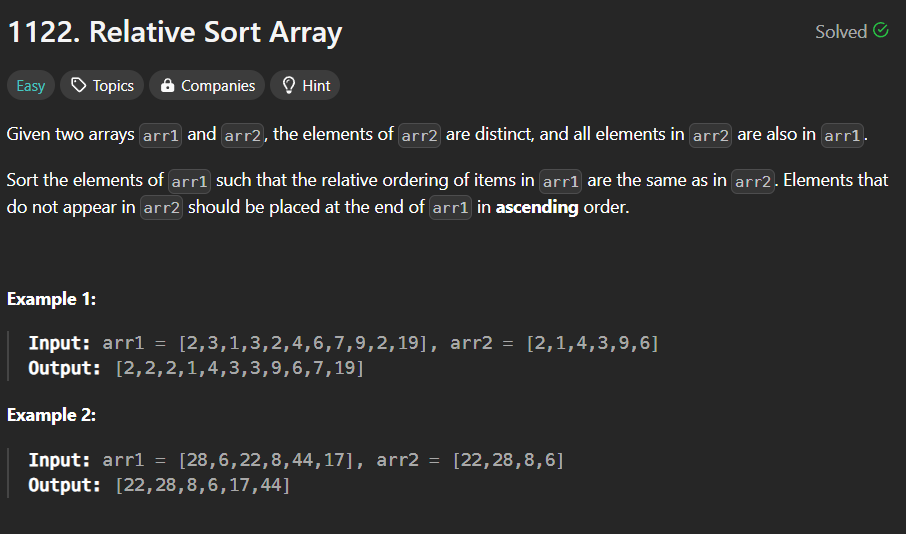 1122. Relative Sort Array
Solved
Easy
Topics
Companies
Hint
Given two arrays arr1 and arr2, the elements of arr2 are distinct, and all elements in arr2 are also in arr1.
Sort the elements of arr1 such that the relative ordering of items in arr1 are the same as in arr2. Elements that
do not appear in arr2 should be placed at the end of arr1 in ascending order.
Example 1:
Input: arr1 = [2,3,1,3,2,4,6,7,9,2,19], arr2 = [2,1,4,3,9,6]
Output: [2,2,2,1,4,3,3,9,6,7,19]
Example 2:
Input: arr1 = [28,6,22,8,44,17], arr2 = [22,28,8,6]
Output: [22,28,8,6,17,44]